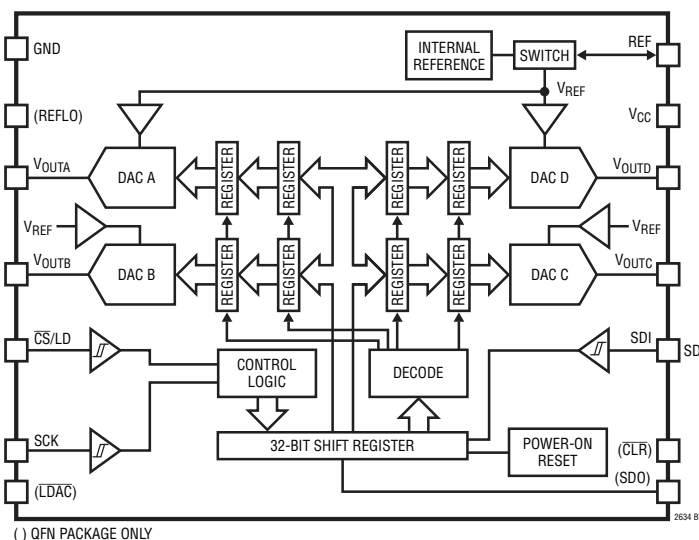 GND
INTERNAL
REFERENCE
SWITCH
REF
(REFLO)
VREF
VCC
VOUTA
DAC A
REGISTER
REGISTER
REGISTER
REGISTER
DAC D
VOUTD
VREF
VREF
VOUTB
DAC B
REGISTER
REGISTER
REGISTER
REGISTER
DAC C
VOUTC
CS/LD
CONTROL
LOGIC
DECODE
SDI
SD
SCK
32-BIT SHIFT REGISTER
POWER-ON
RESET
(CLR)
(LDAC)
(SDO)
2634 B
( ) QFN PACKAGE ONLY